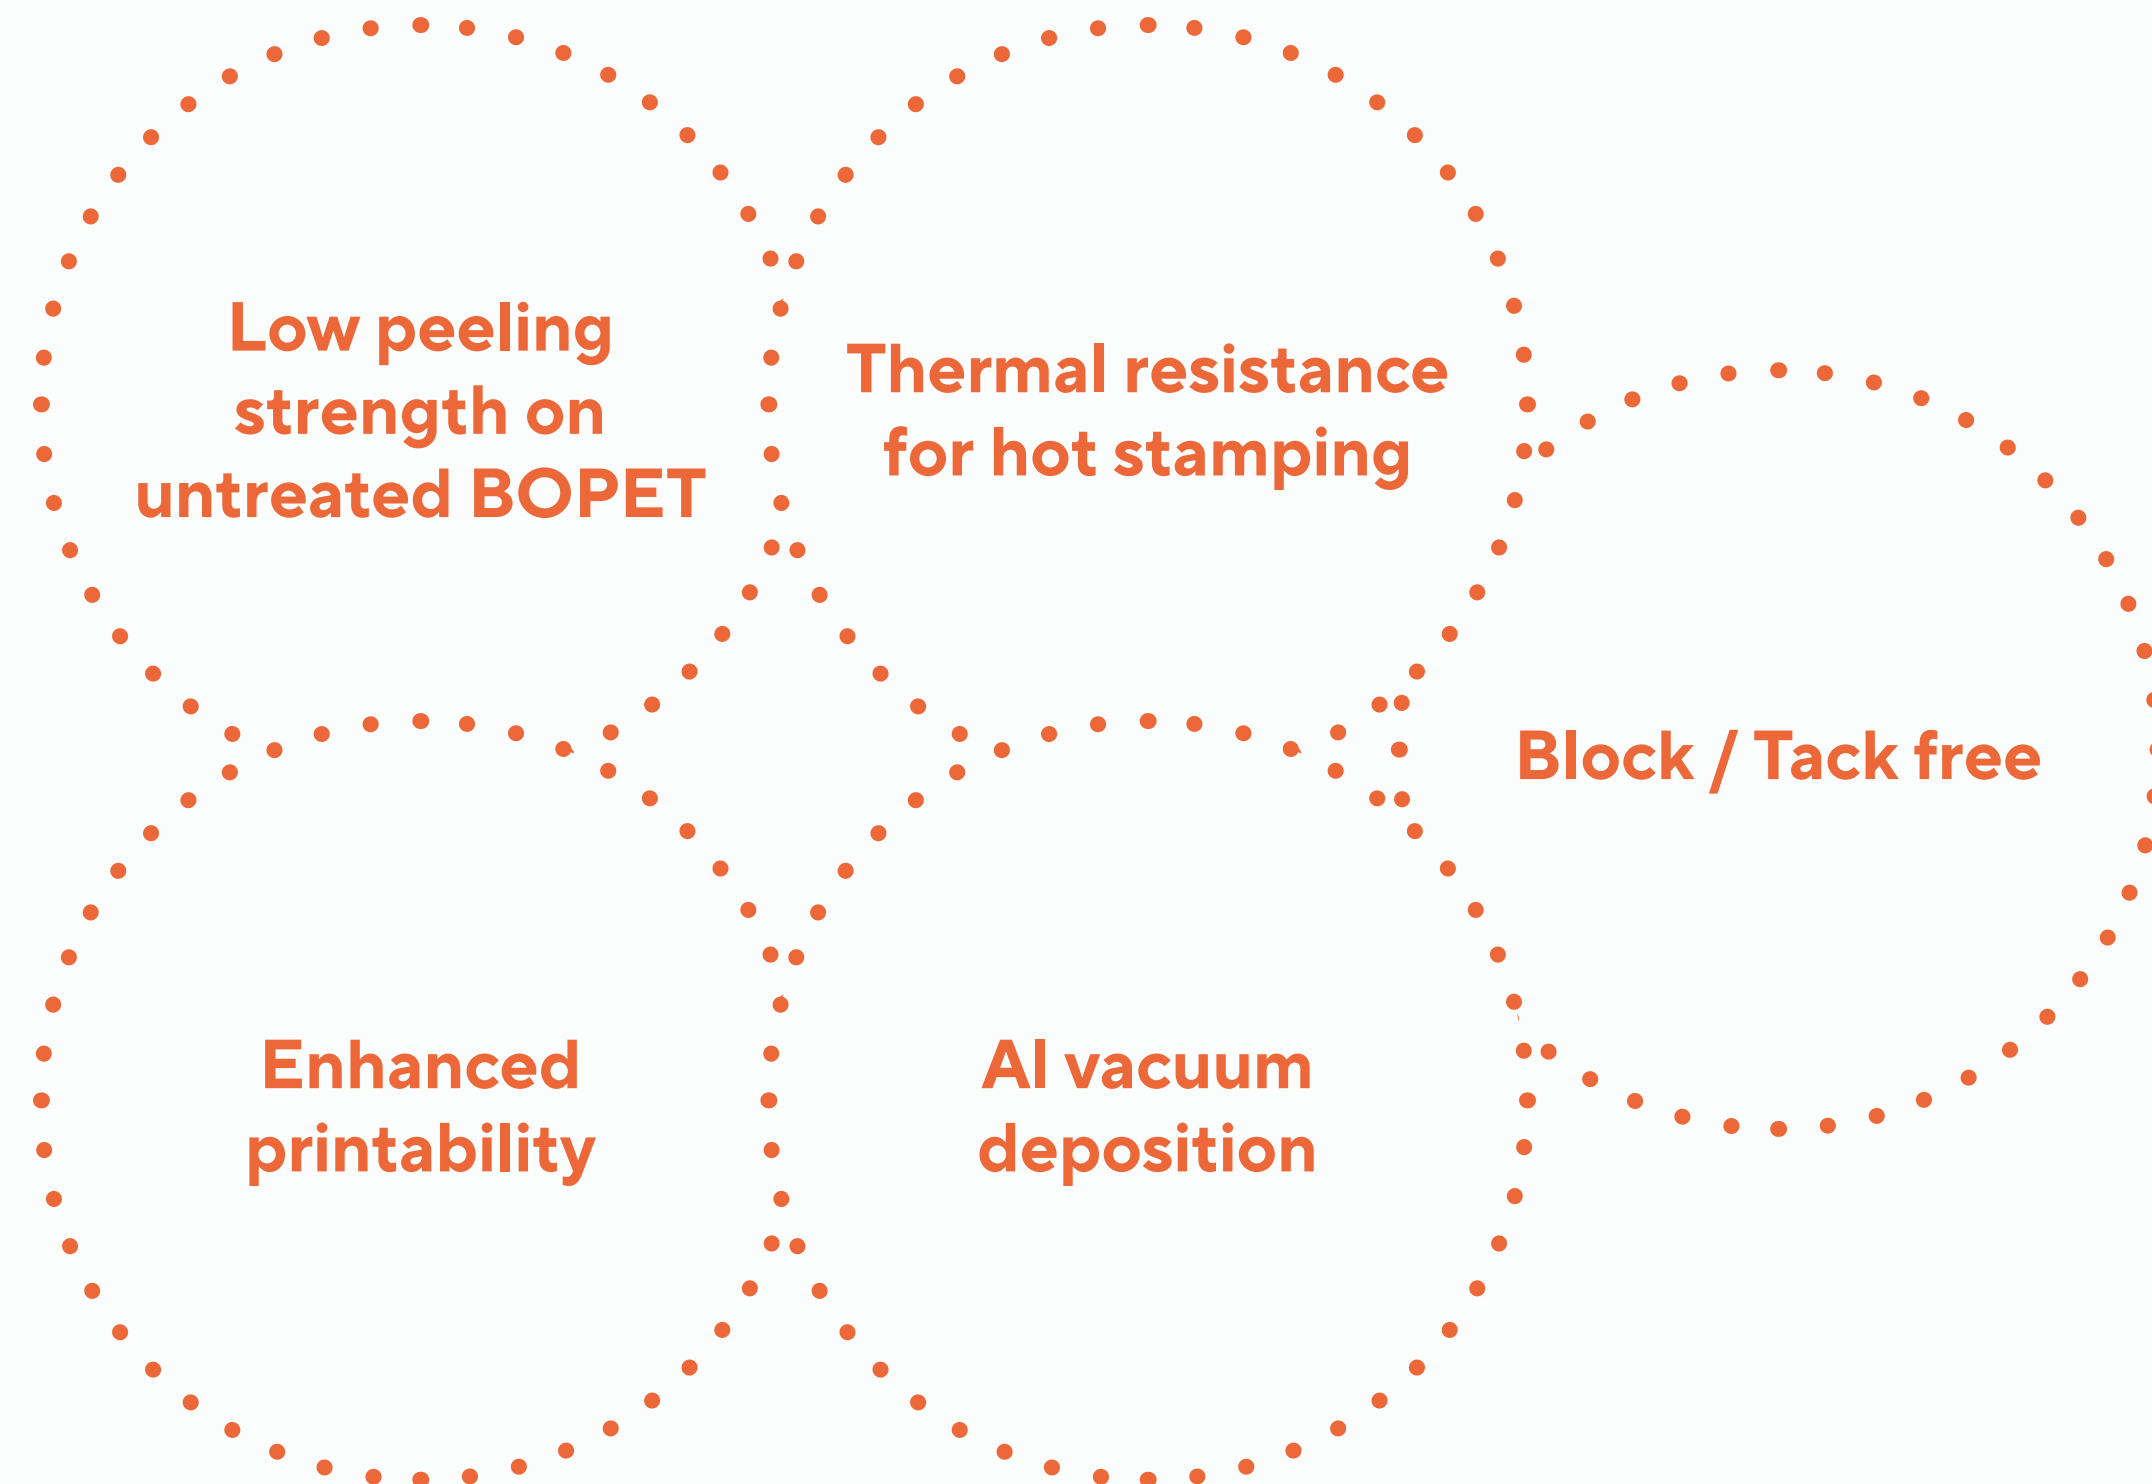 Low peeling
strength on
untreated BOPET
Thermal resistance
for hot stamping
Block / Tack free
Enhanced
printability
Al vacuum
deposition